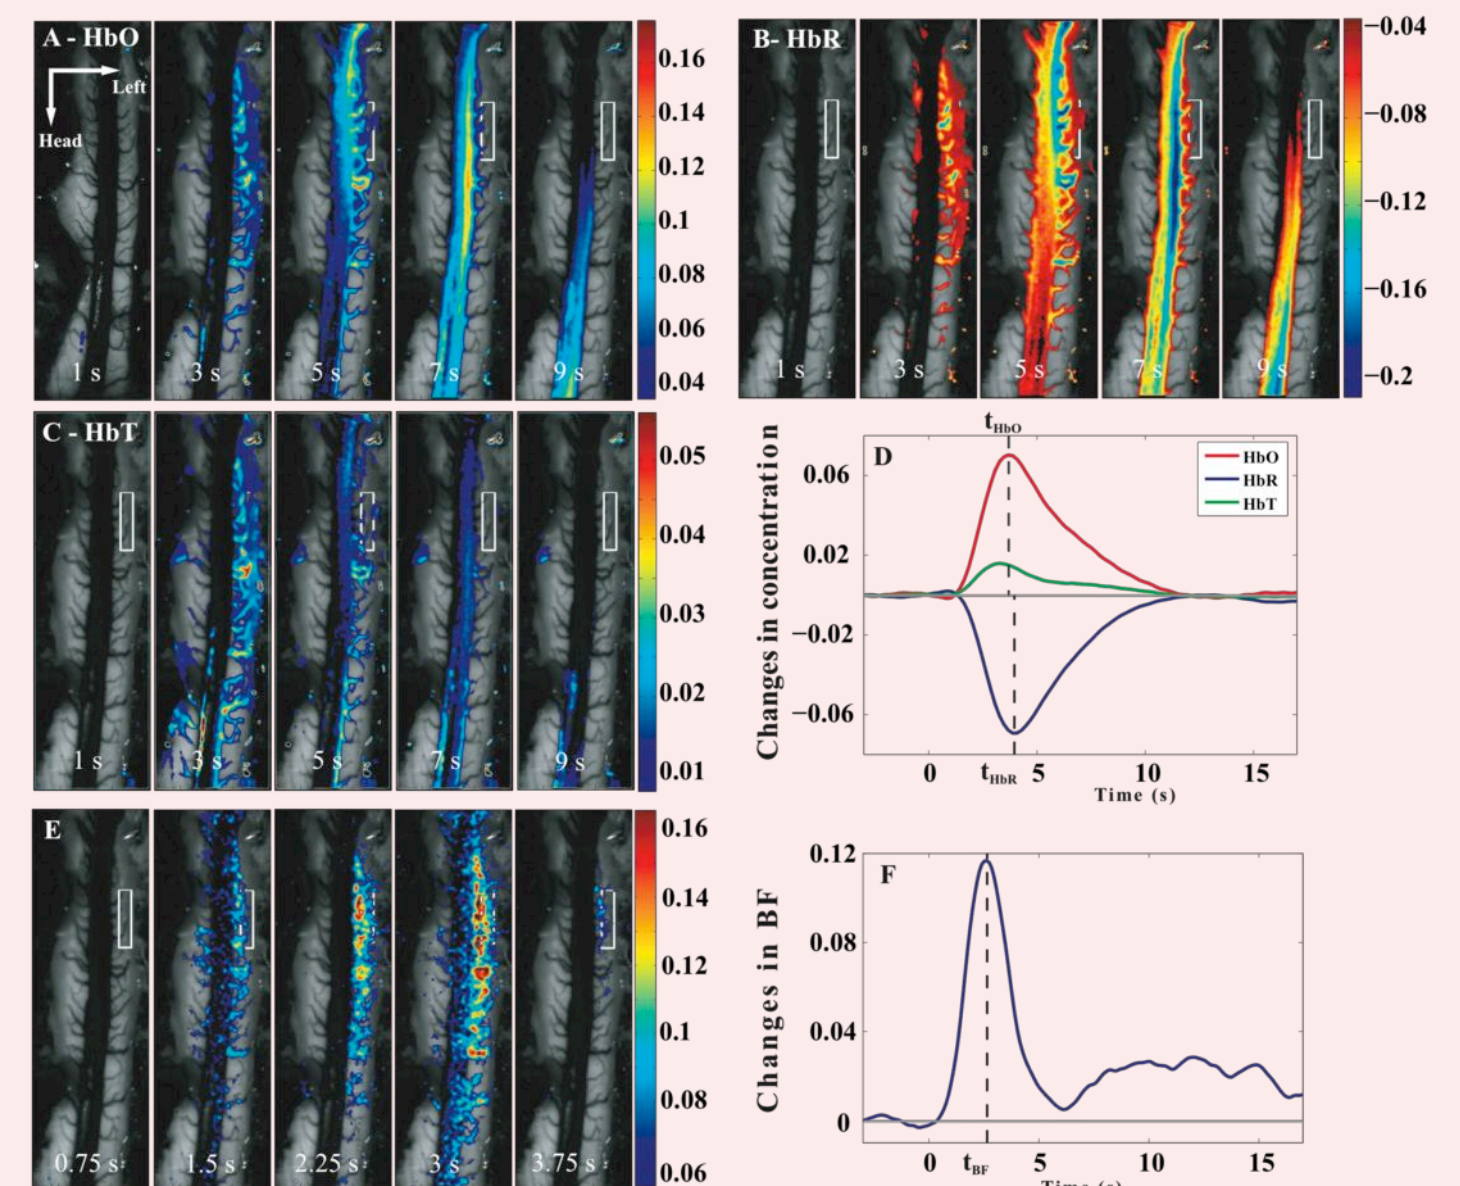 A - HbO
Left
Head
1 s
3 s
5 s
7 s
9 s
0.16
0.14
0.12
0.1
0.08
0.06
0.04
B- HbR
1 s
3 s
5 s
7 s
9 s
−0.04
−0.08
−0.12
−0.16
−0.2
C - HbT
1 s
3 s
5 s
7 s
9 s
0.05
0.04
0.03
0.02
0.01
tHbO
D
HbO
HbR
HbT
Changes in concentration
0.06
0.02
−0.02
−0.06
0
tHbR
5
10
15
Time (s)
E
0.75 s
1.5 s
2.25 s
3 s
3.75 s
0.16
0.14
0.12
0.1
0.08
0.06
F
Changes in BF
0.12
0.08
0.04
0
0
tBF
5
10
15
Time (s)